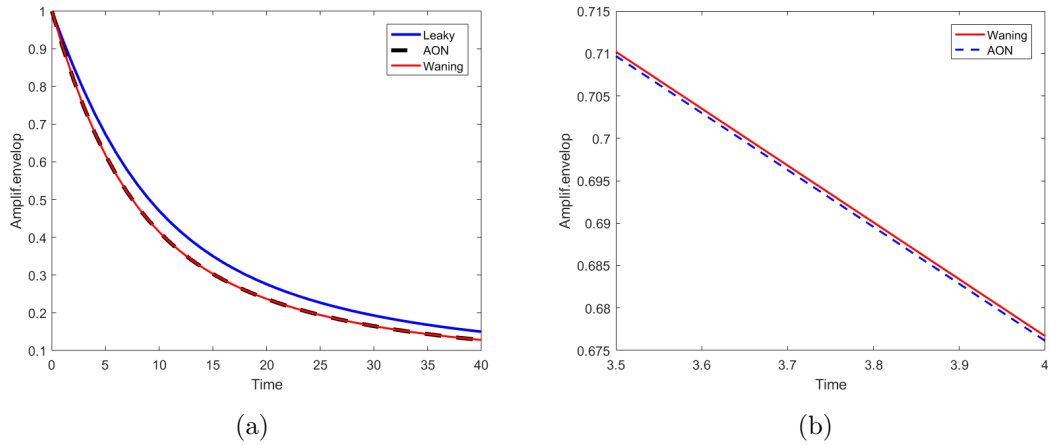 1
0.9
0.8
0.7
0.6
0.5
0.4
0.3
0.2
0.1
0 5 10 15 20 25 30 35 40
Amplif.envelop
Time
Leaky
AON
Waning
(a)
0.715
0.71
0.705
0.7
0.695
0.69
0.685
0.68
0.675
3.5 3.6 3.7 3.8 3.9 4
Amplif.envelop
Time
Waning
AON
(b)